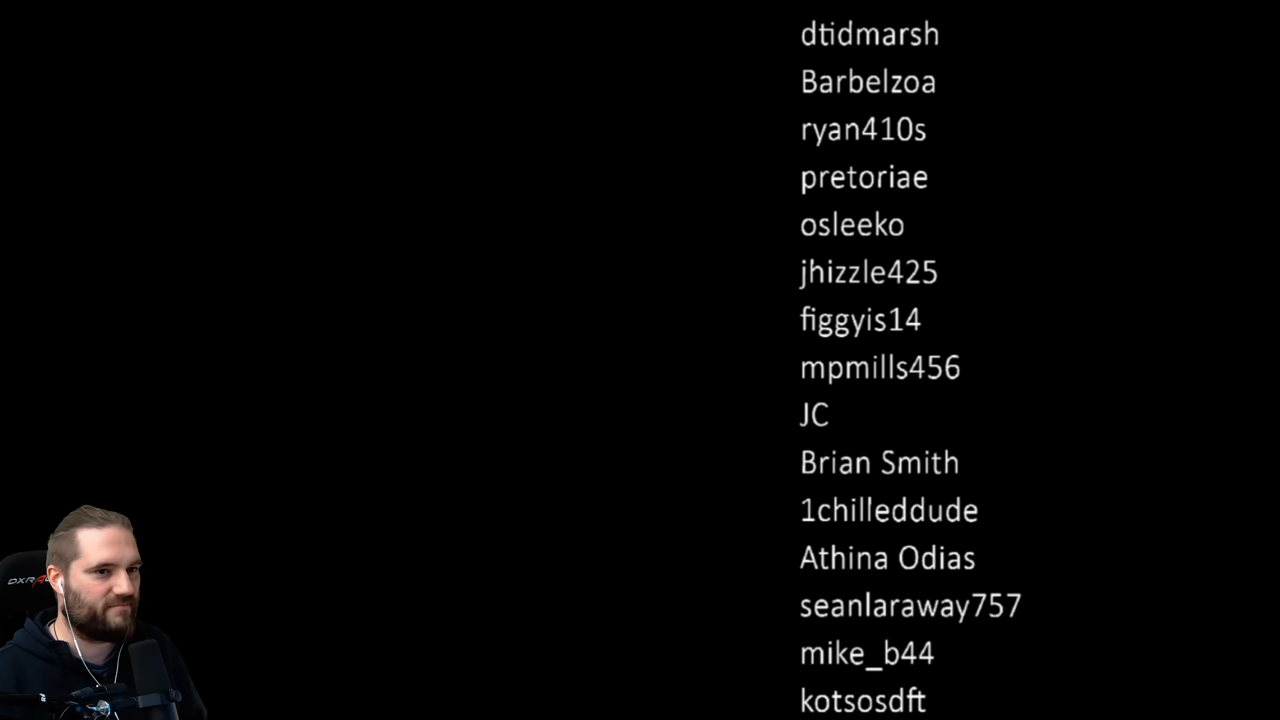 dtidmarsh
Barbelzoa
ryan410s
pretoriae
osleeko
jhizzle425
figgyis14
mpmills456
JC
Brian Smith
1chilleddude
Athina Odias
seanlaraway757
mike_b44
kotsosdft